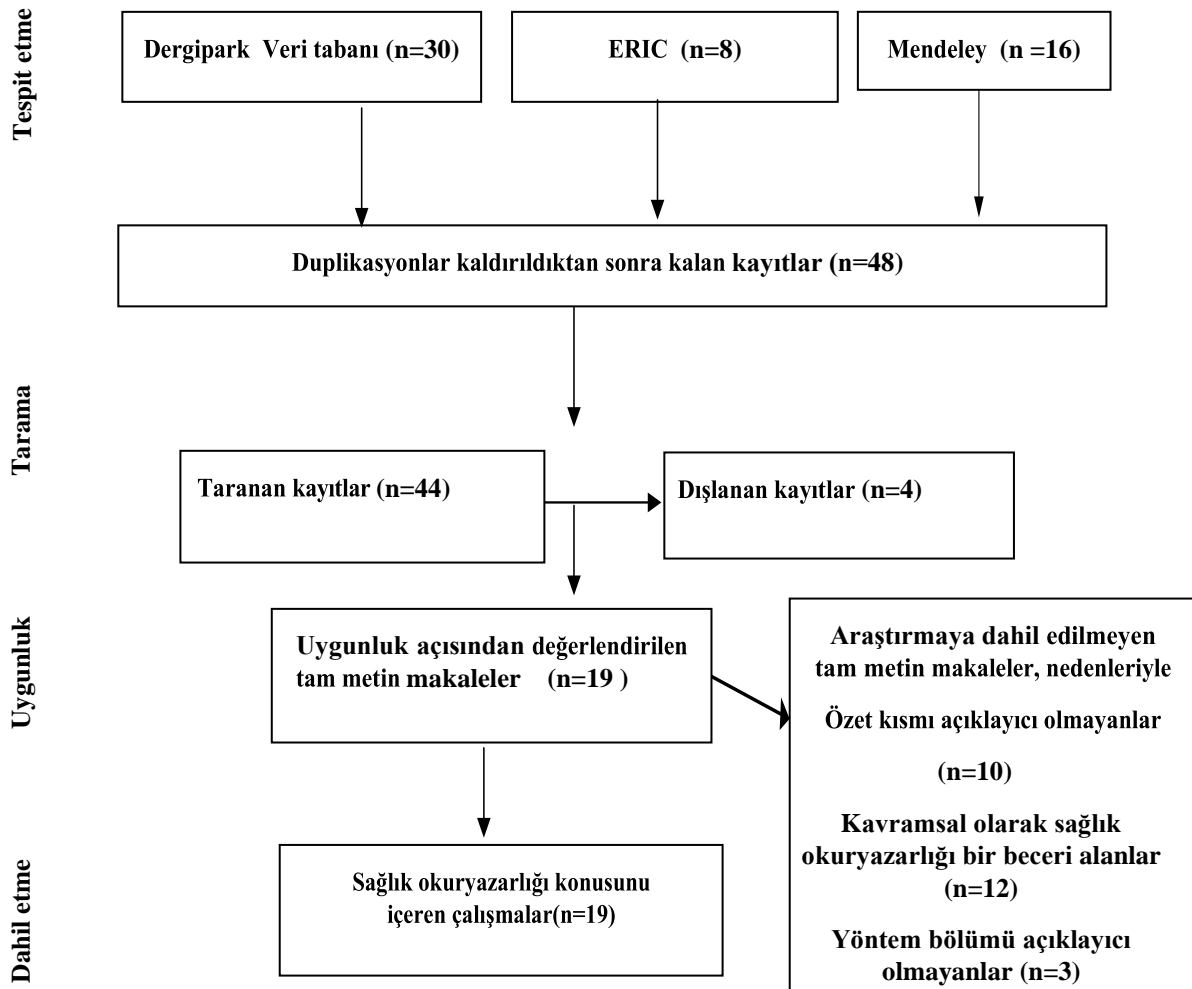 Tespit etme
Dergipark Veri tabanı (n=30)
ERIC (n=8)
Mendeley (n =16)
Duplikasyonlar kaldırıldıktan sonra kalan kayıtlar (n=48)
Tarama
Taranan kayıtlar (n=44)
Dışlanan kayıtlar (n=4)
Uygunluk
Uygunluk açısından değerlendirilen
tam metin makaleler (n=19 )
Araştırmaya dahil edilmeyen
tam metin makaleler, nedenleriyle
Özet kısmı açıklayıcı olmayanlar
(n=10)
Kavramsal olarak sağlık
okuryazarlığı bir beceri alanlar
(n=12)
Yöntem bölümü açıklayıcı
olmayanlar (n=3)
Dahil etme
Sağlık okuryazarlığı konusunu
içeren çalışmalar(n=19)